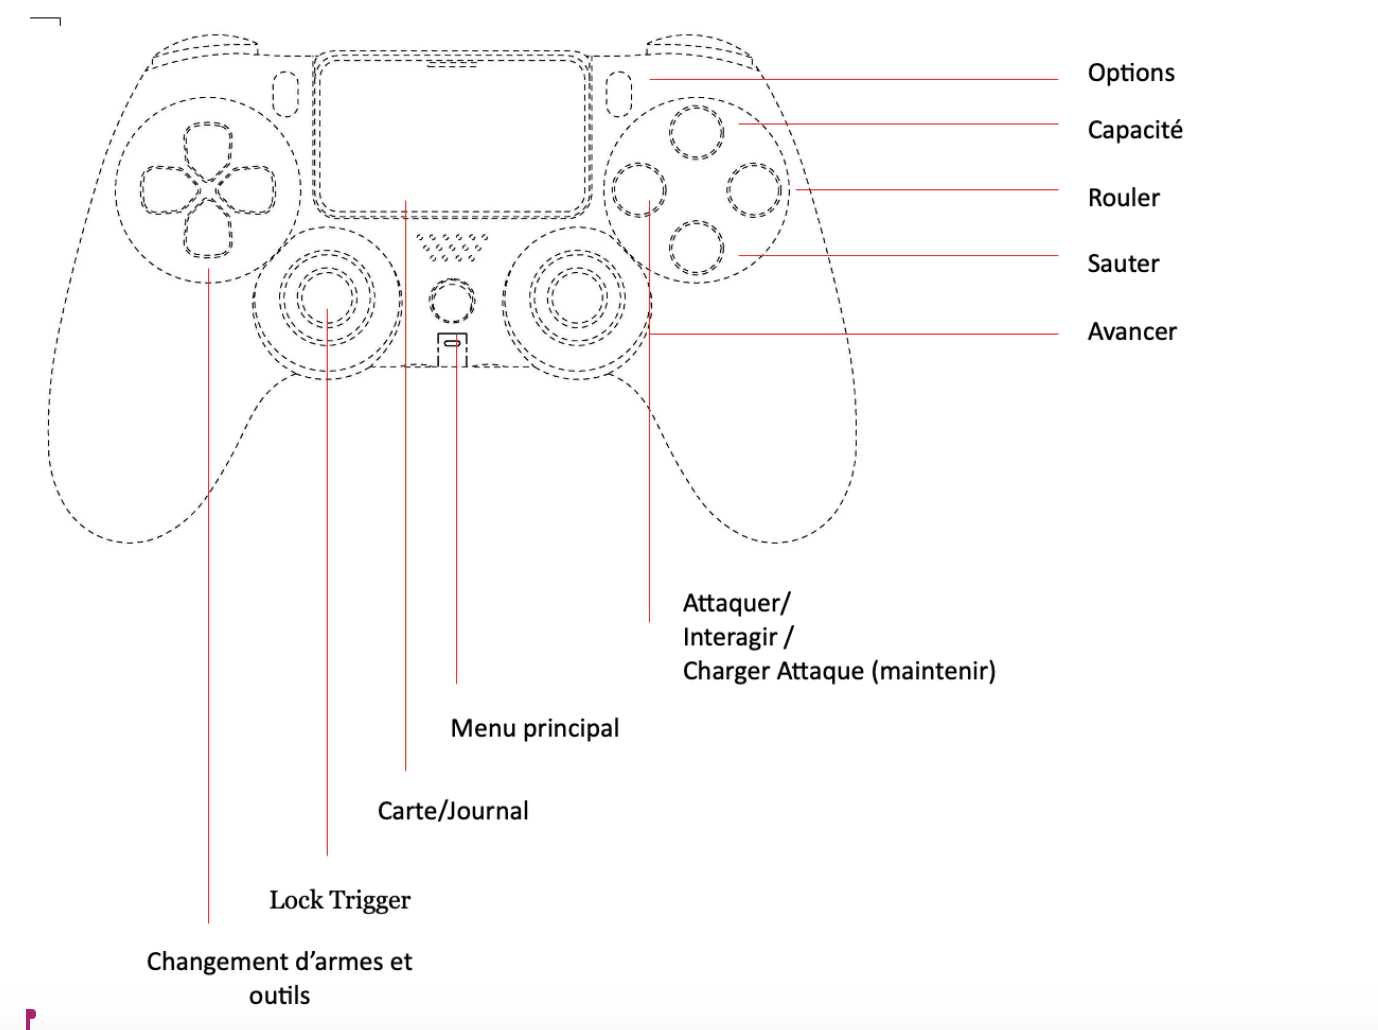 Options
Capacité
Rouler
Sauter
Avancer
Attaquer/
Interagir /
Charger Attaque (maintenir)
Menu principal
Carte/Journal
Lock Trigger
Changement d’armes et
outils